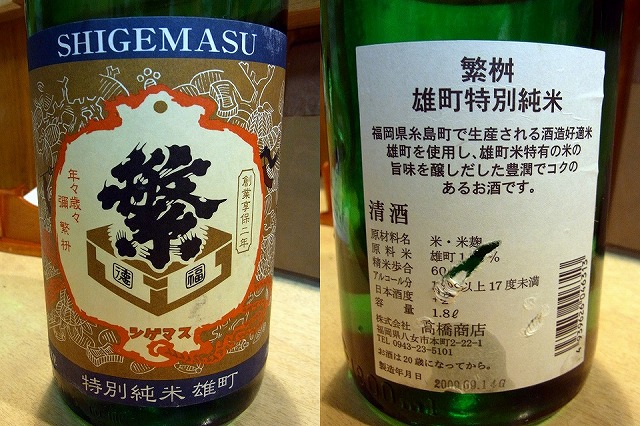 SHIGEMASU
創業享保二年
繁
年々歳々
彌繁枡
福
シゲマス
特別純米 雄町
繁桝
雄町特別純米
福岡県糸島町で生産される酒造好適米
雄町を使用し、雄町米特有の米の
旨味を醸しだした豊潤でコクの
あるお酒です。
清酒
原材料名 米・米麹
原料米 雄町1 %
精米歩合 60
アルコール分 以上17度未満
日本酒度
容量 1.8ℓ
株式会社 高橋商店
福岡県八女市本町2-22-1
TEL 0943-23-5101
お酒は20歳になってから。
製造年月日 2009.09.14